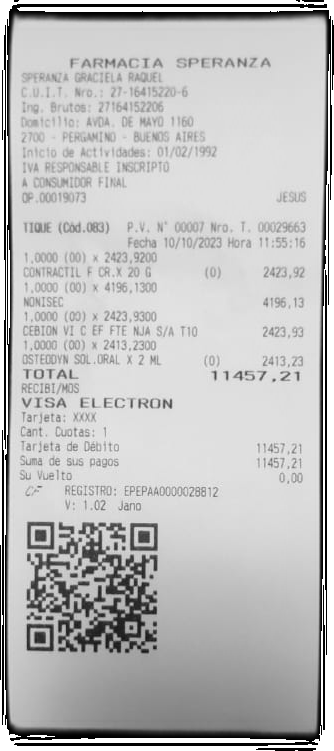 FARMACIA SPERANZA
SPERANZA GRACIELA RAQUEL
C.U.I.T. Nro.: 27-16415220-6
Ing. Brutos: 27164152206
Domicilio: AVDA. DE MAYO 1160
2700 - PERGAMINO - BUENOS AIRES
Inicio de Actividades: 01/02/1992
IVA RESPONSABLE INSCRIPTO
A CONSUMIDOR FINAL
OP.00019073 JESUS
TIQUE (Cód.083) P.V. N° 00007 Nro. T. 00029663
Fecha 10/10/2023 Hora 11:55:16
1,0000 (00) x 2423,9200
CONTRACTIL F CR.X 20 G (0) 2423,92
1,0000 (00) x 4196,1300
NONISEC 4196,13
1,0000 (00) x 2423,9300
CEBION VI C EF FTE NJA S/A T10 2423,93
1,0000 (00) x 2413,2300
OSTEODYN SOL.ORAL X 2 ML (0) 2413,23
TOTAL 11457,21
RECIBI/MOS
VISA ELECTRON
Tarjeta: XXXX
Cant. Cuotas: 1
Tarjeta de Débito 11457,21
Suma de sus pagos 11457,21
Su Vuelto 0,00
CF REGISTRO: EPEPAA0000028812
V: 1.02 Jano